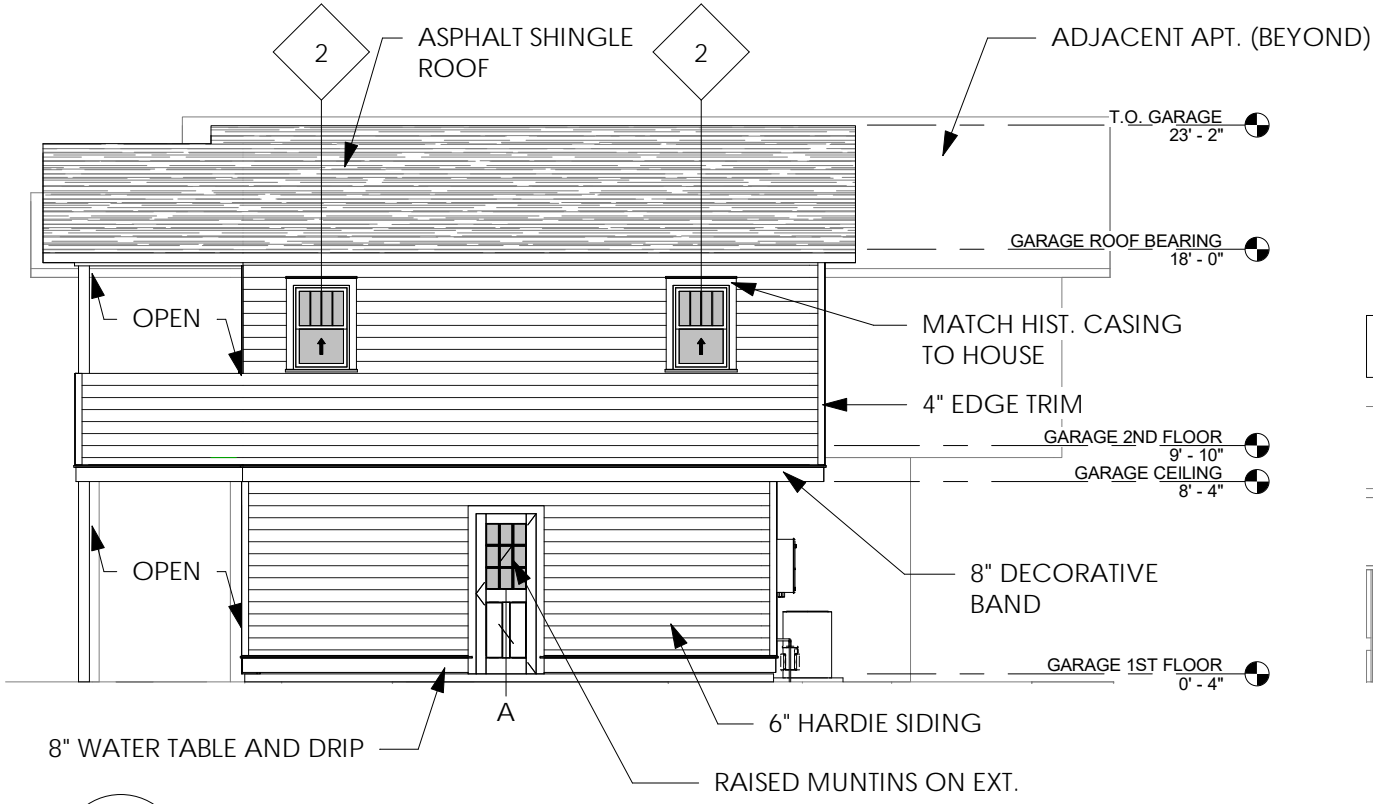 2
ASPHALT SHINGLE
ROOF
2
ADJACENT APT. (BEYOND)
T.O. GARAGE
23' - 2"
GARAGE ROOF BEARING
18' - 0"
OPEN
MATCH HIST. CASING
TO HOUSE
4" EDGE TRIM
GARAGE 2ND FLOOR
9' - 10"
GARAGE CEILING
8' - 4"
OPEN
8" DECORATIVE
BAND
GARAGE 1ST FLOOR
0' - 4"
A
6" HARDIE SIDING
8" WATER TABLE AND DRIP
RAISED MUNTINS ON EXT.